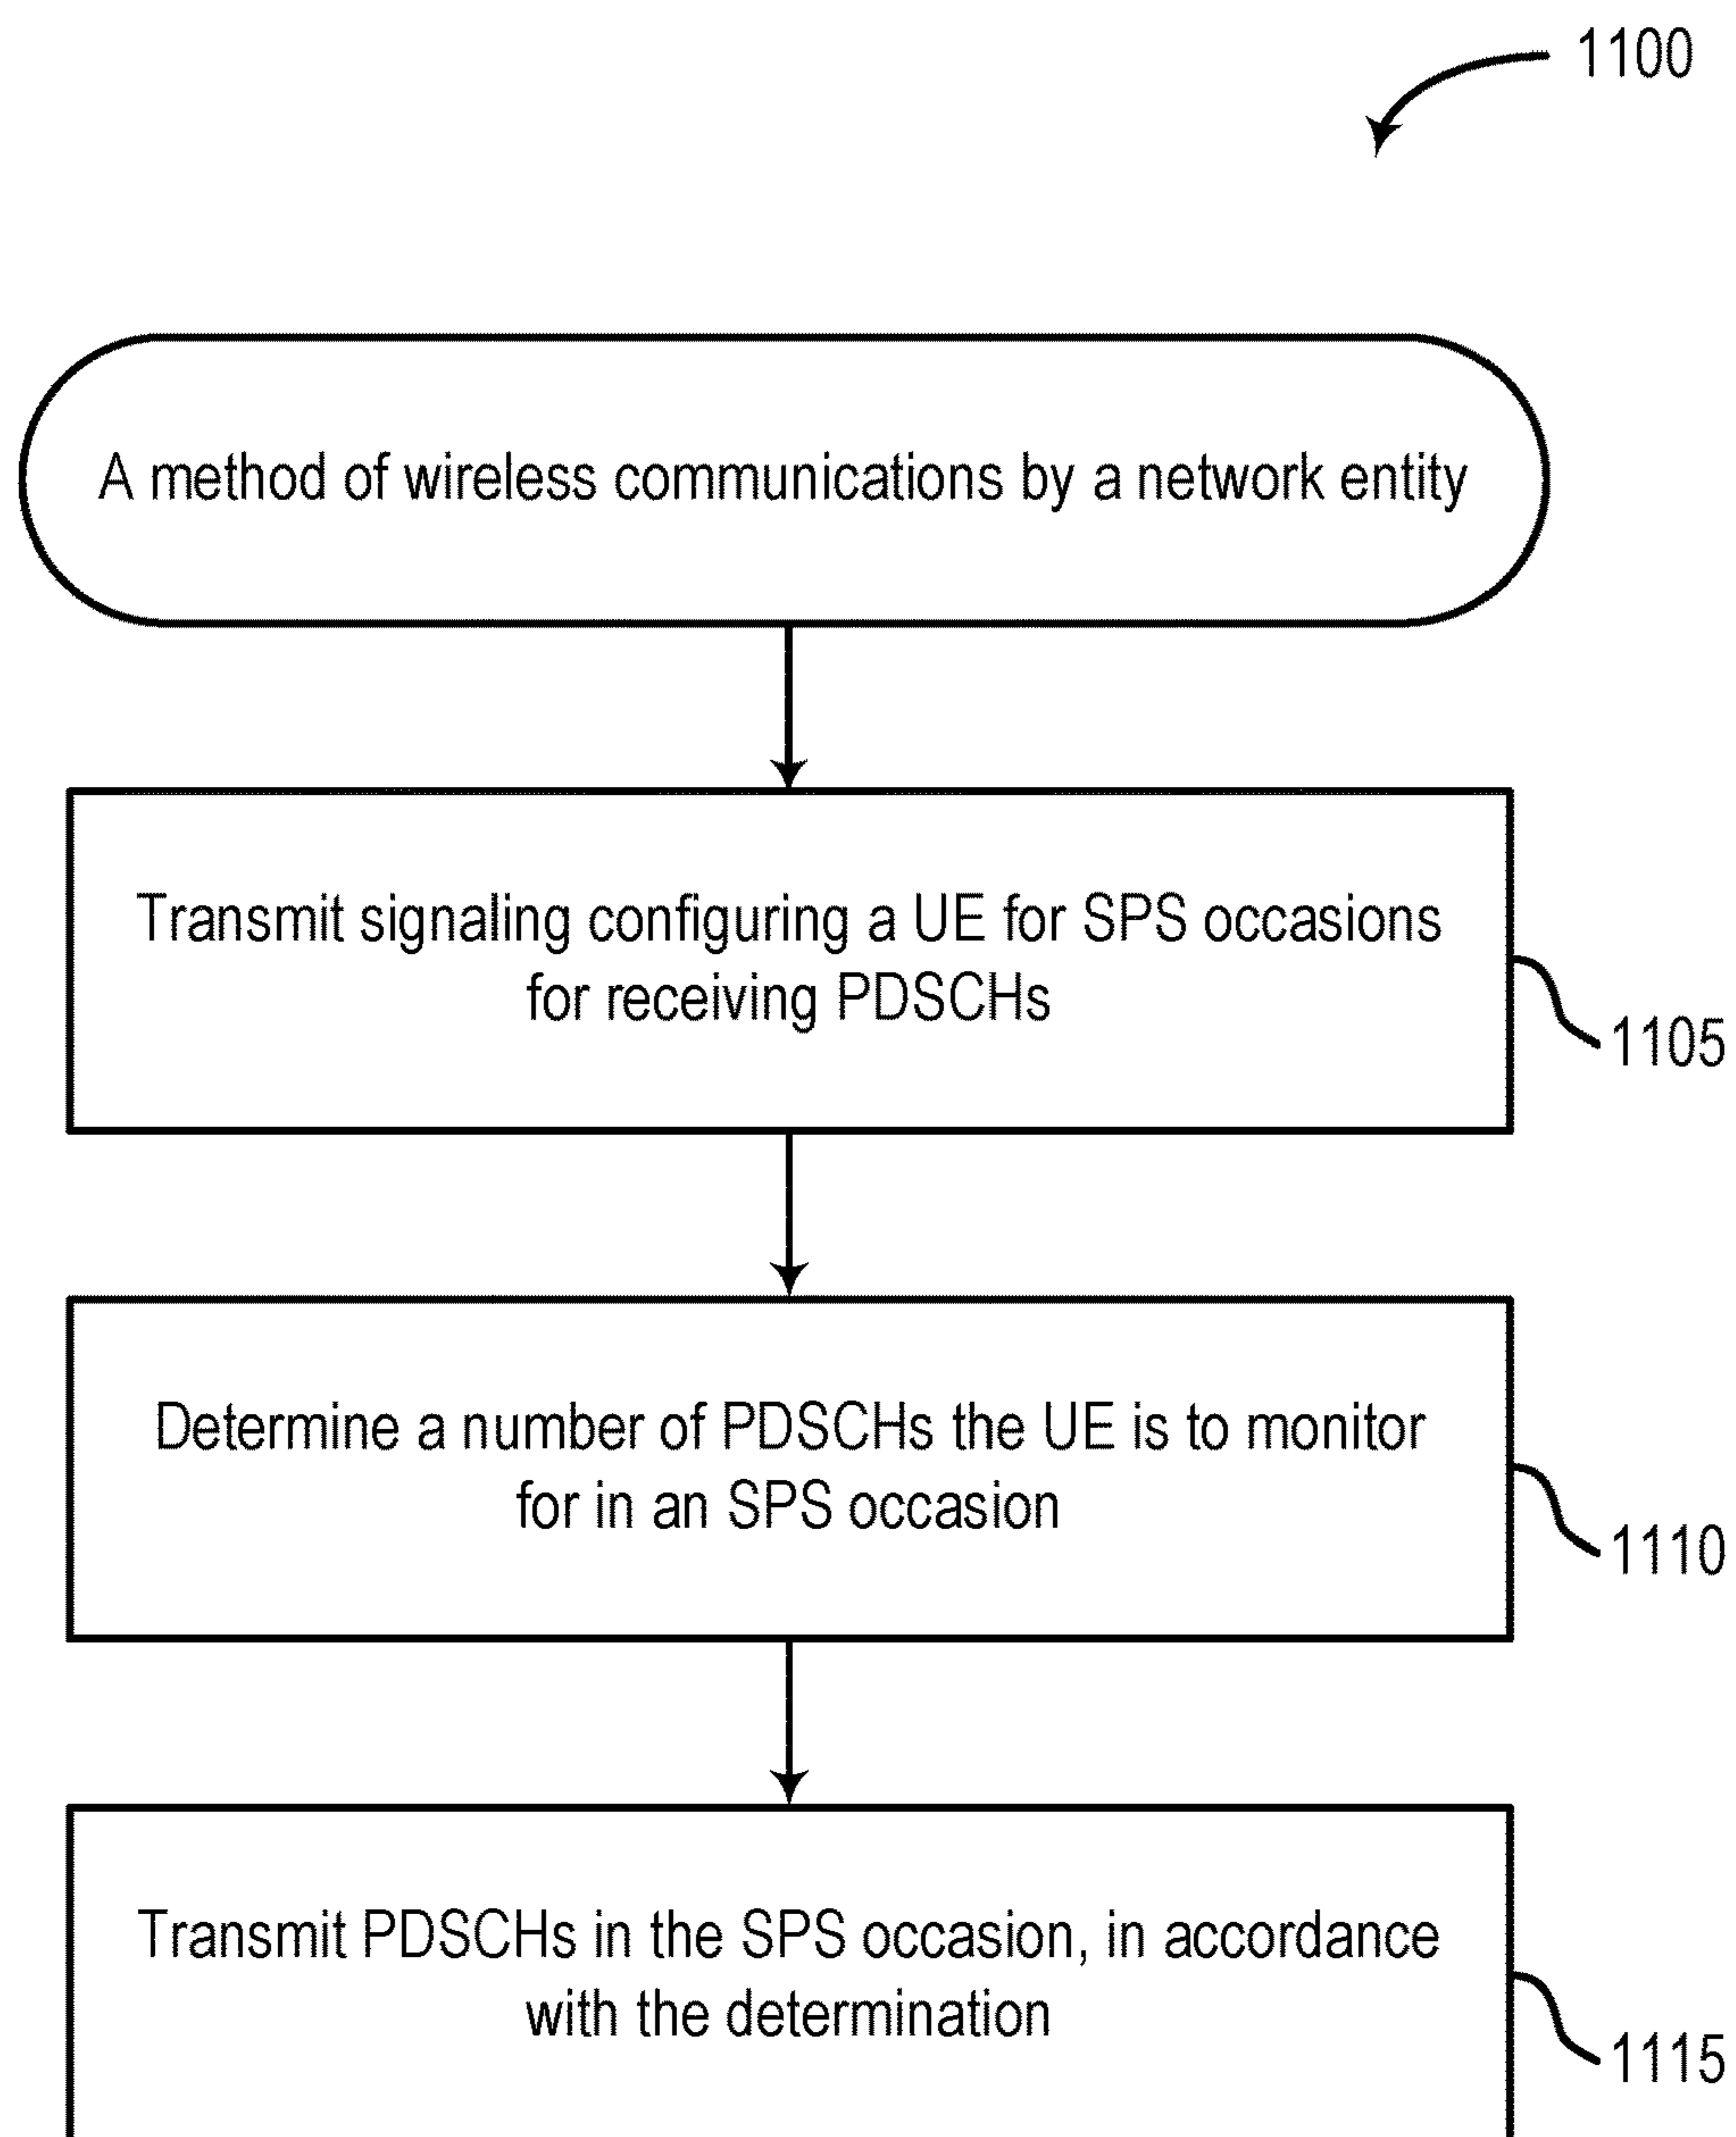 1100
A method of wireless communications by a network entity
Transmit signaling configuring a UE for SPS occasions
for receiving PDSCHs
1105
Determine a number of PDSCHs the UE is to monitor
for in an SPS occasion
1110
Transmit PDSCHs in the SPS occasion, in accordance
with the determination
1115